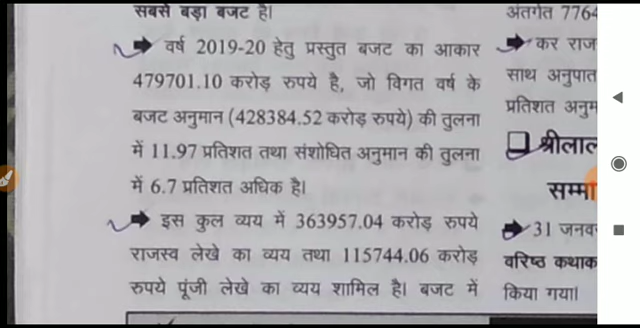 सबसे बड़ा बजट है।
वर्ष 2019-20 हेतु प्रस्तुत बजट का आकार
479701.10 करोड़ रुपये है, जो विगत वर्ष के
बजट अनुमान (428384.52 करोड़ रुपये) की तुलना
में 11.97 प्रतिशत तथा संशोधित अनुमान की तुलना
में 6.7 प्रतिशत अधिक है।
इस कुल व्यय में 363957.04 करोड़ रुपये
राजस्व लेखे का व्यय तथा 115744.06 करोड़
रुपये पूंजी लेखे का व्यय शामिल है। बजट में
अंतर्गत 7764
कर राज
साथ अनुपात
प्रतिशत अनुम
श्रीलाल
सम्मा
31 जनव
वरिष्ठ कथाक
किया गया।